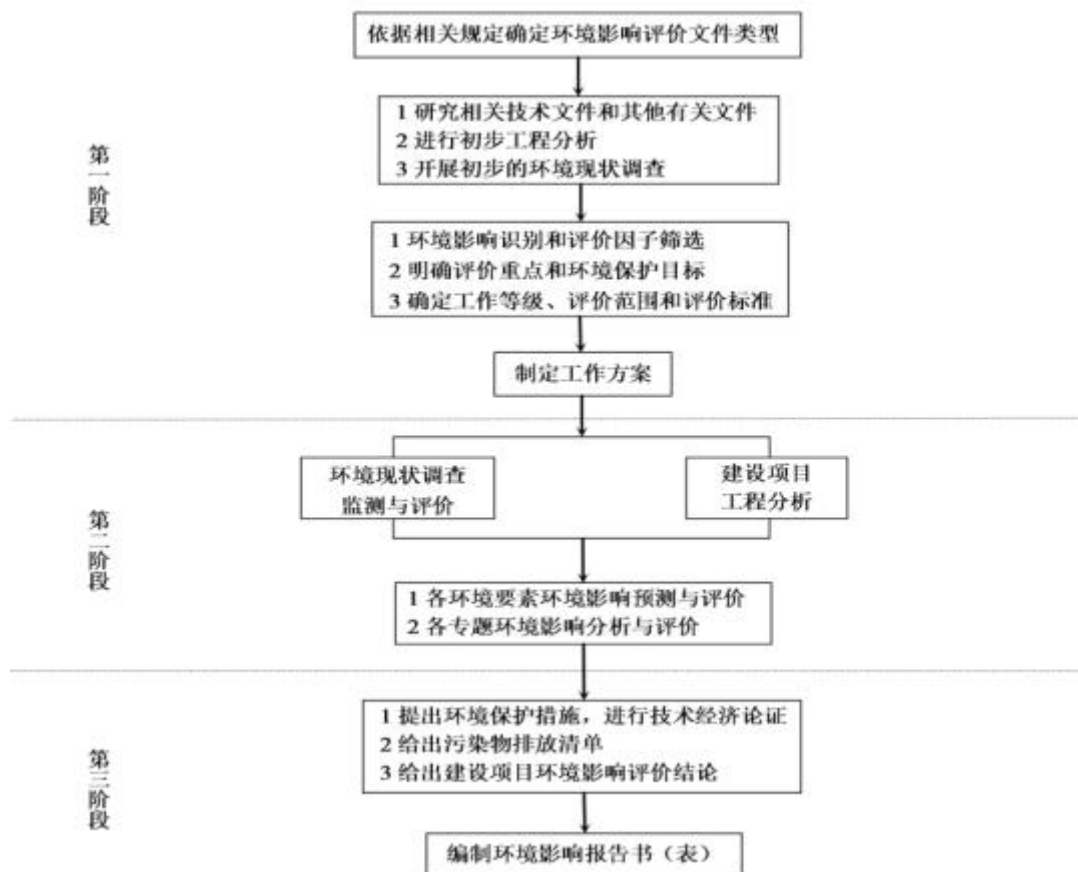 依据相关规定确定环境影响评价文件类型
1 研究相关技术文件和其他有关文件
2 进行初步工程分析
3 开展初步的环境现状调查
第一阶段
1 环境影响识别和评价因子筛选
2 明确评价重点和环境保护目标
3 确定工作等级、评价范围和评价标准
制定工作方案
环境现状调查
监测与评价
建设项目
工程分析
第二阶段
1 各环境要素环境影响预测与评价
2 各专题环境影响分析与评价
1 提出环境保护措施，进行技术经济论证
2 给出污染物排放清单
3 给出建设项目环境影响评价结论
第三阶段
编制环境影响报告书（表）